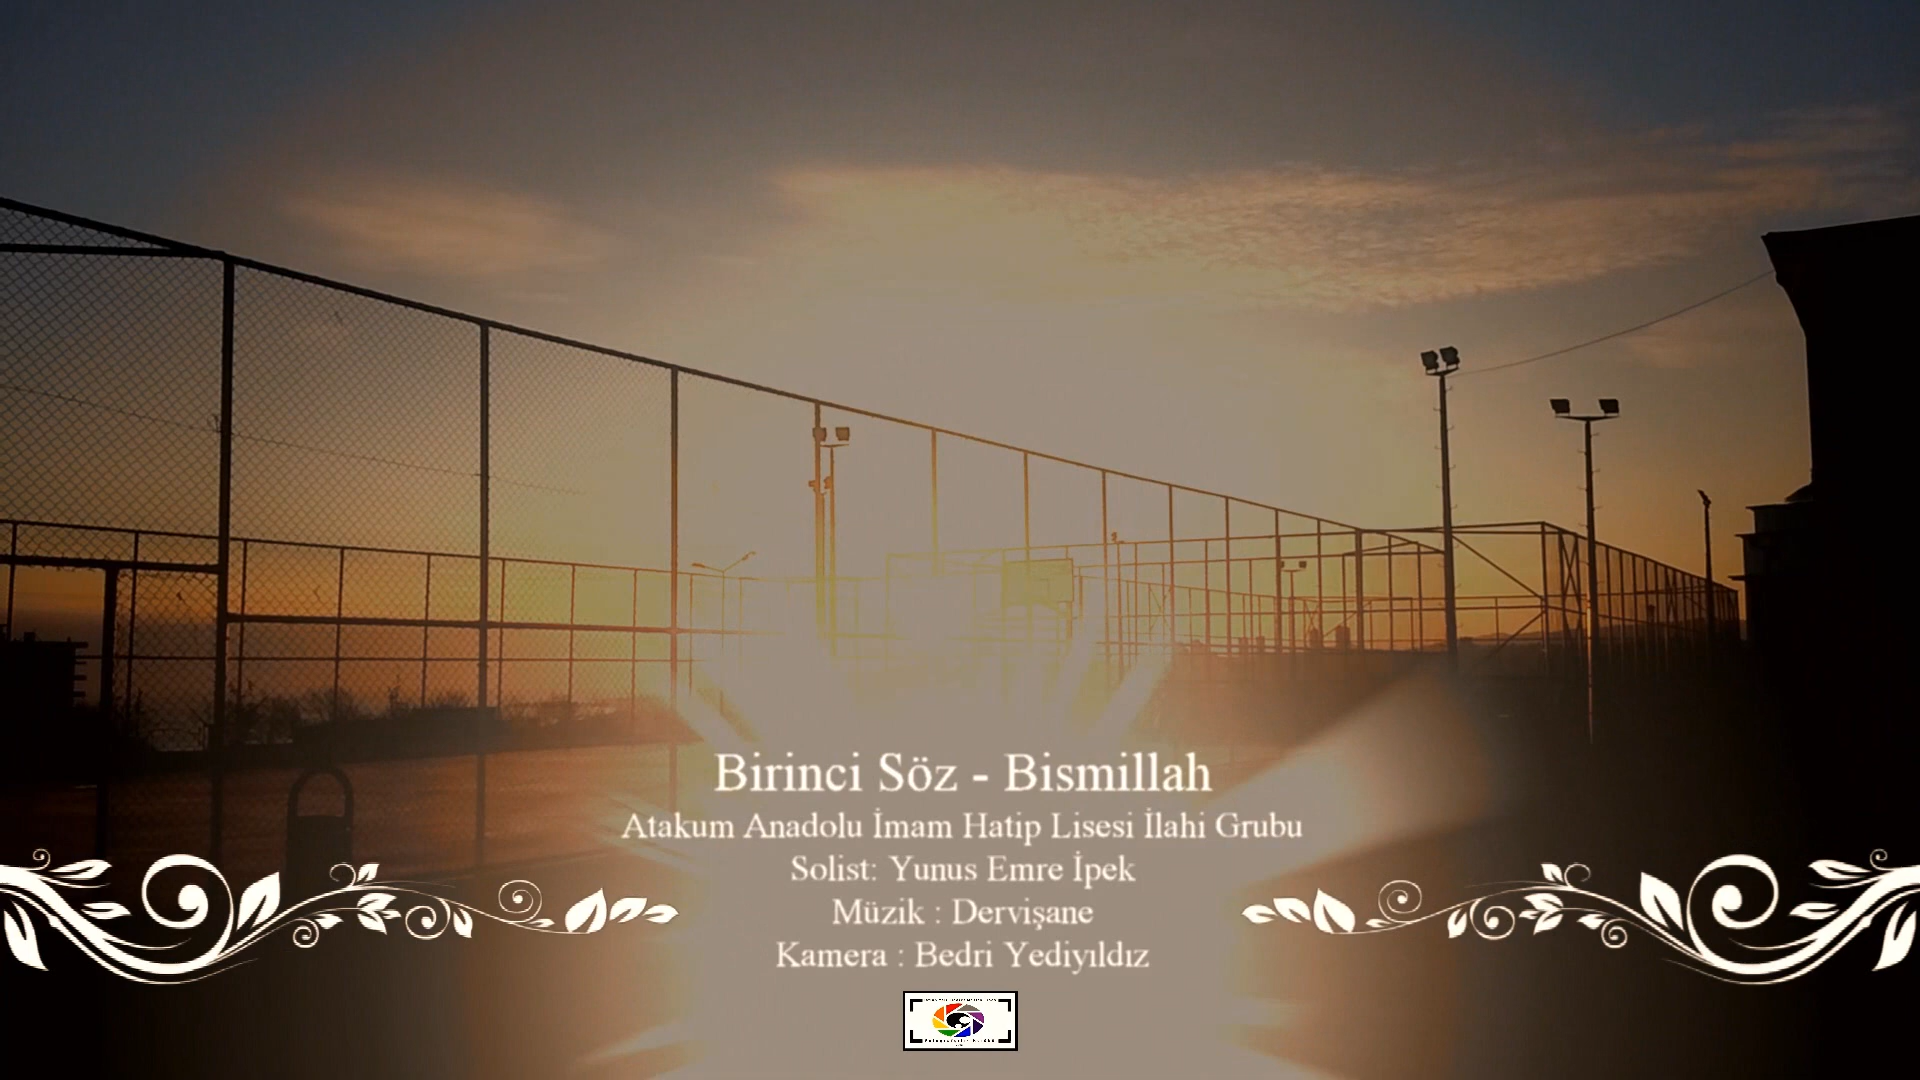 Birinci Söz - Bismillah
Atakum Anadolu İmam Hatip Lisesi İlahi Grubu
Solist: Yunus Emre İpek
Müzik : Dervişane
Kamera : Bedri Yediyıldız